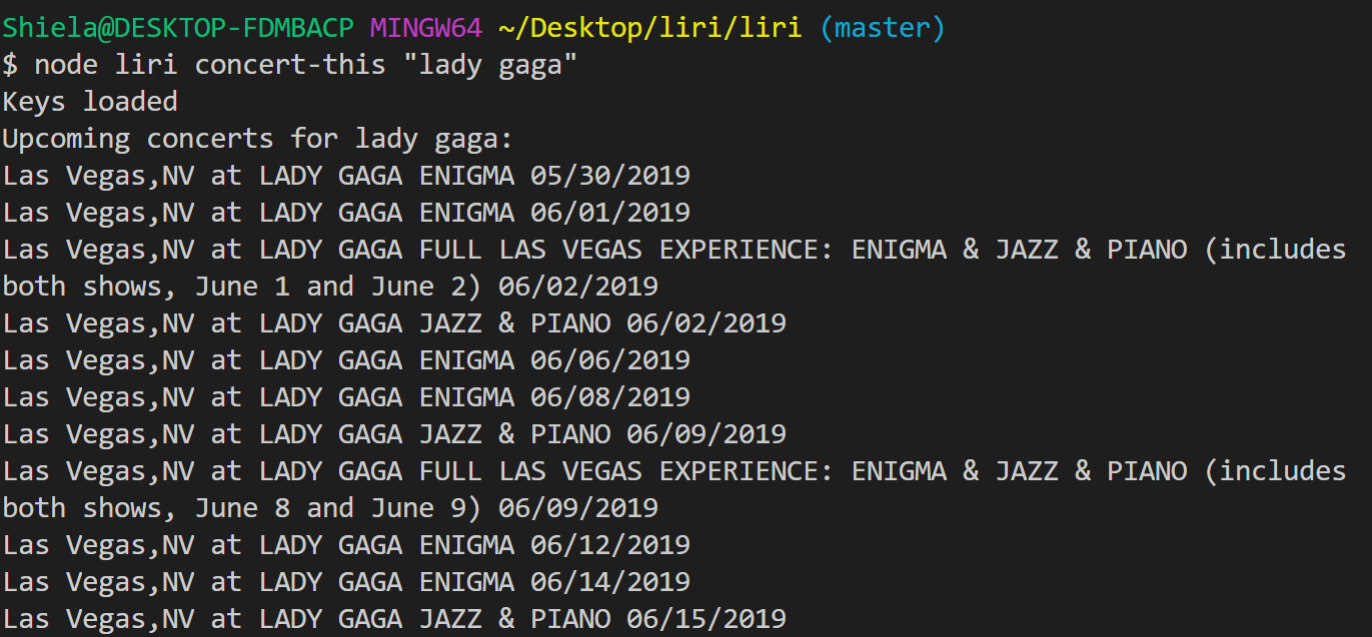 Shiela@DESKTOP-FDMBACP MINGW64 ~/Desktop/liri/liri (master)
$ node liri concert-this "lady gaga"
Keys loaded
Upcoming concerts for lady gaga:
Las Vegas,NV at LADY GAGA ENIGMA 05/30/2019
Las Vegas,NV at LADY GAGA ENIGMA 06/01/2019
Las Vegas,NV at LADY GAGA FULL LAS VEGAS EXPERIENCE: ENIGMA & JAZZ & PIANO (includes
both shows, June 1 and June 2) 06/02/2019
Las Vegas,NV at LADY GAGA JAZZ & PIANO 06/02/2019
Las Vegas,NV at LADY GAGA ENIGMA 06/06/2019
Las Vegas,NV at LADY GAGA ENIGMA 06/08/2019
Las Vegas,NV at LADY GAGA JAZZ & PIANO 06/09/2019
Las Vegas,NV at LADY GAGA FULL LAS VEGAS EXPERIENCE: ENIGMA & JAZZ & PIANO (includes
both shows, June 8 and June 9) 06/09/2019
Las Vegas,NV at LADY GAGA ENIGMA 06/12/2019
Las Vegas,NV at LADY GAGA ENIGMA 06/14/2019
Las Vegas,NV at LADY GAGA JAZZ & PIANO 06/15/2019